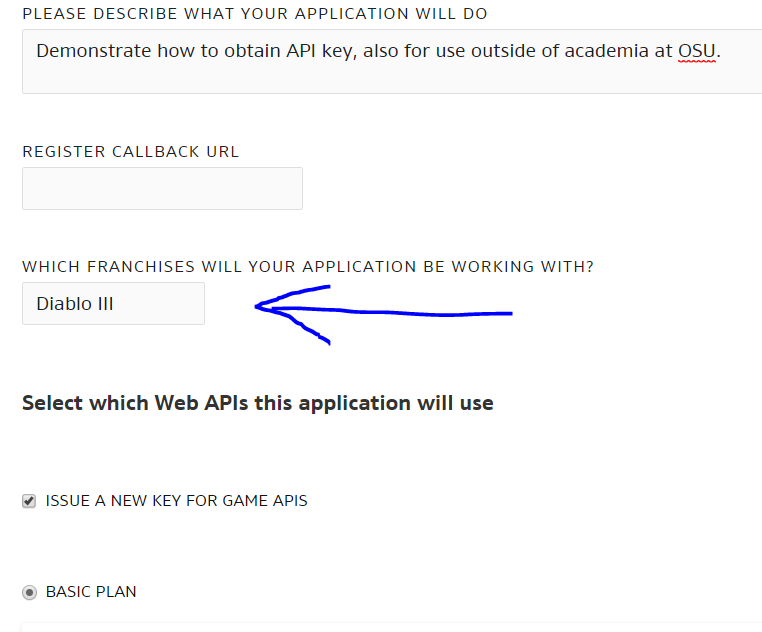 PLEASE DESCRIBE WHAT YOUR APPLICATION WILL DO
Demonstrate how to obtain API key, also for use outside of academia at OSU.
REGISTER CALLBACK URL
WHICH FRANCHISES WILL YOUR APPLICATION BE WORKING WITH?
Diablo III
Select which Web APIs this application will use
ISSUE A NEW KEY FOR GAME APIS
BASIC PLAN